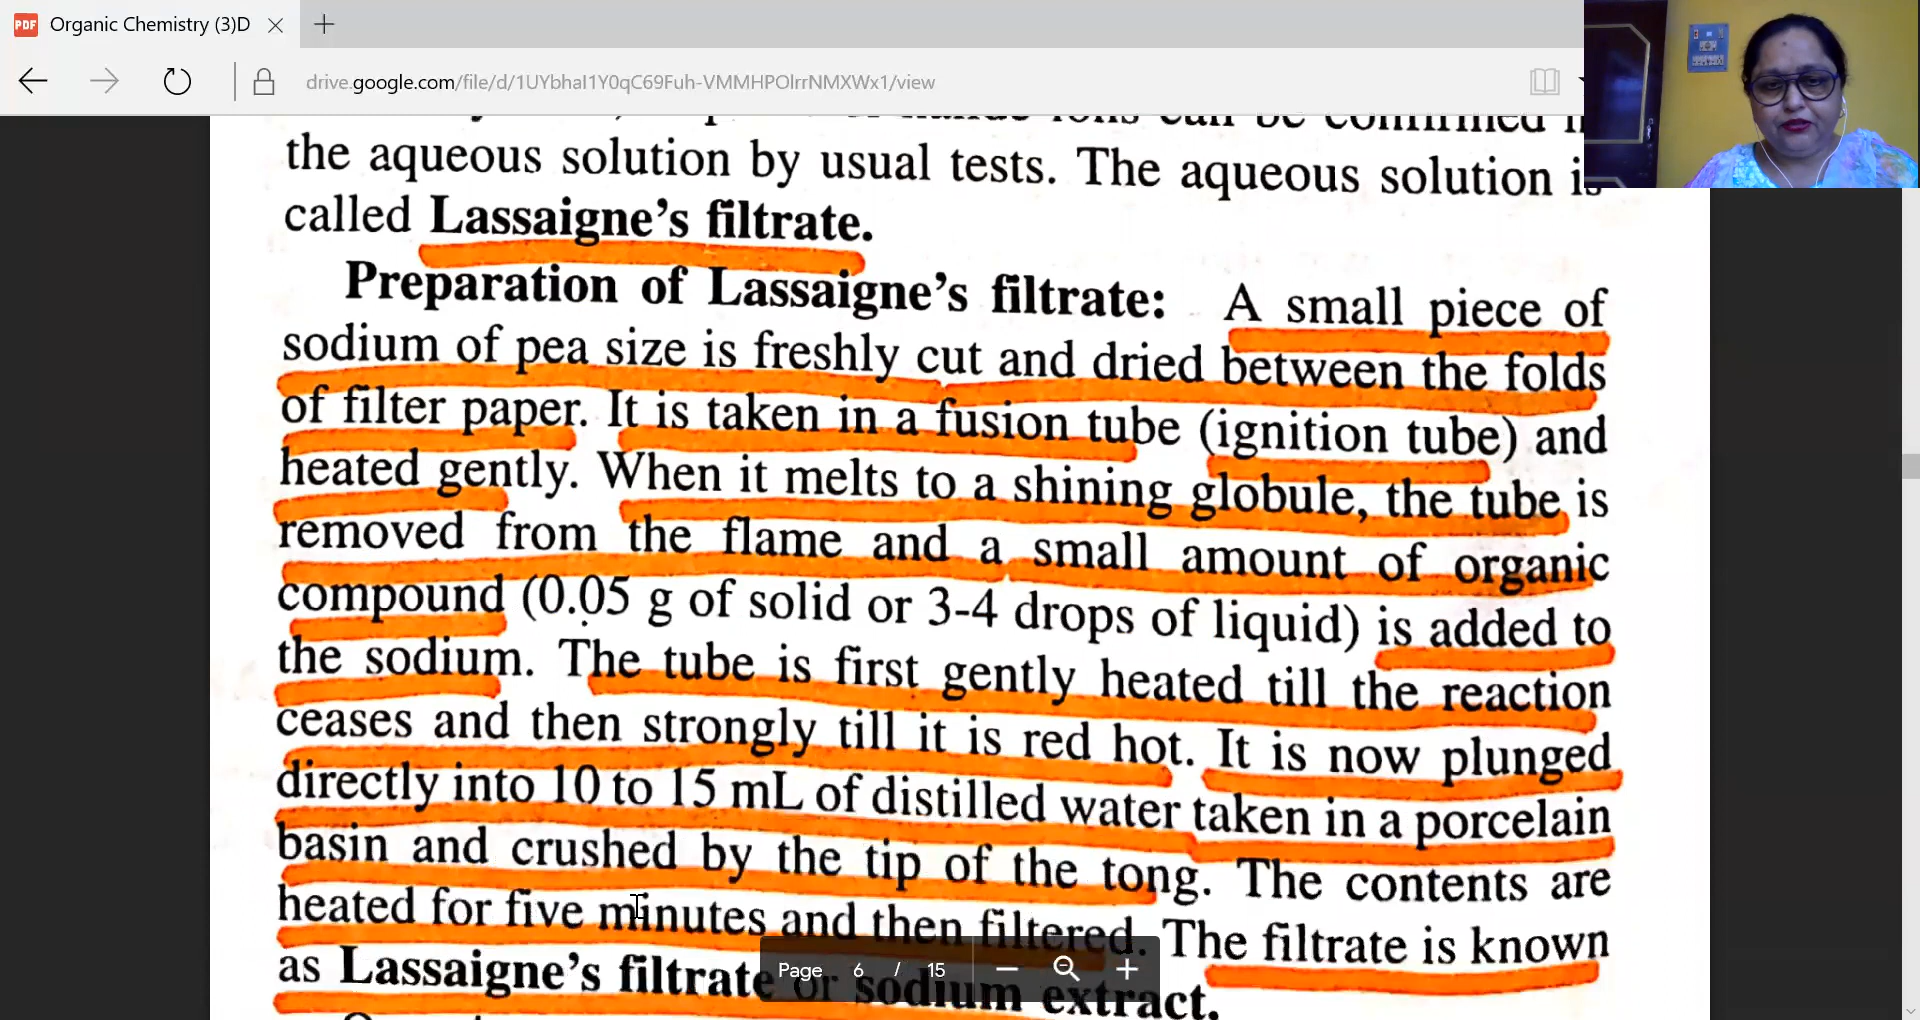 Organic Chemistry (3)D
drive.google.com/file/d/1UYbhaI1Y0qC69Fuh-VMMHPOlrrNMXWx1/view
ions can be confirmed
the aqueous solution by usual tests. The aqueous solution is
called Lassaigne's filtrate.
Preparation of Lassaigne's filtrate: A small piece of
sodium of pea size is freshly cut and dried between the folds
of filter paper. It is taken in a fusion tube (ignition tube) and
heated gently. When it melts to a shining globule, the tube is
removed from the flame and a small amount of organic
compound (0.05 g of solid or 3-4 drops of liquid) is added to
the sodium. The tube is first gently heated till the reaction
ceases and then strongly till it is red hot. It is now plunged
directly into 10 to 15 mL of distilled water taken in a porcelain
basin and crushed by the tip of the tong. The contents are
heated for five minutes and then filtered. The filtrate is known
as Lassaigne's filtrate or sodium extract.
Page 6 / 15